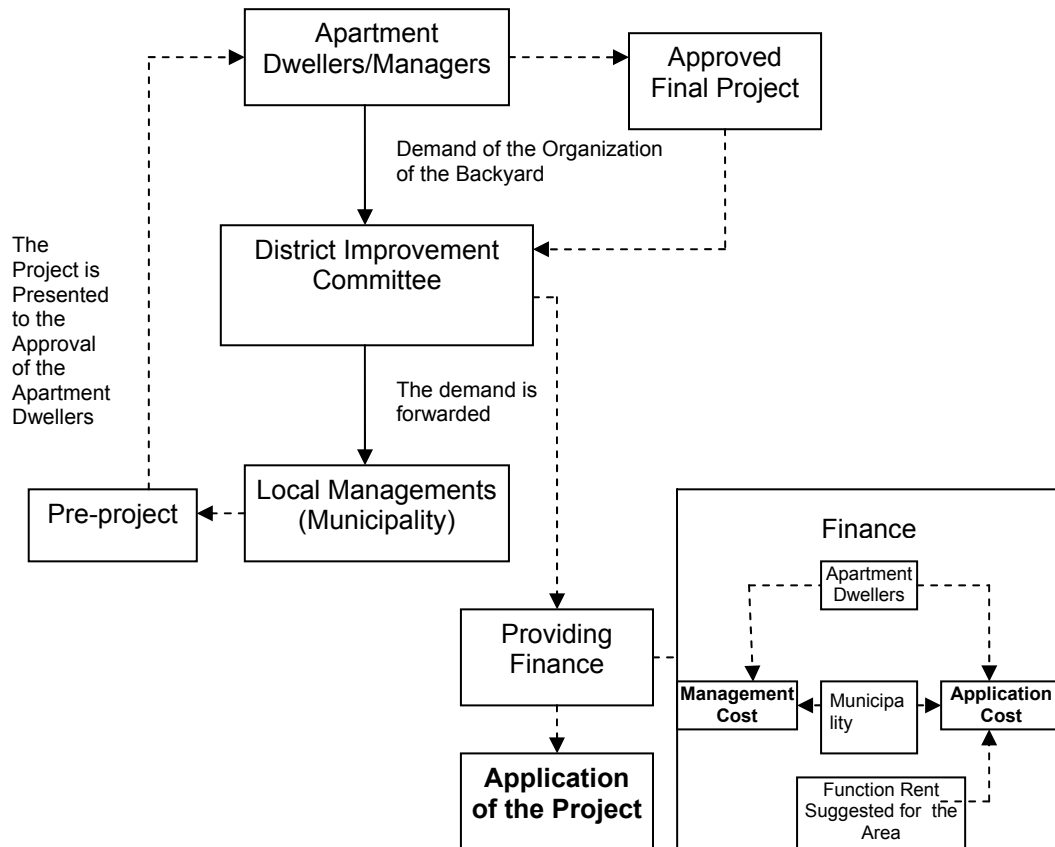 Apartment
Dwellers/Managers
Approved
Final Project
Demand of the Organization
of the Backyard
The
Project is
Presented
to the
Approval
of the
Apartment
Dwellers
District Improvement
Committee
The demand is
forwarded
Pre-project
Local Managements
(Municipality)
Providing
Finance
Application
of the Project
Finance
Apartment
Dwellers
Management
Cost
Municipa
lity
Application
Cost
Function Rent
Suggested for the
Area